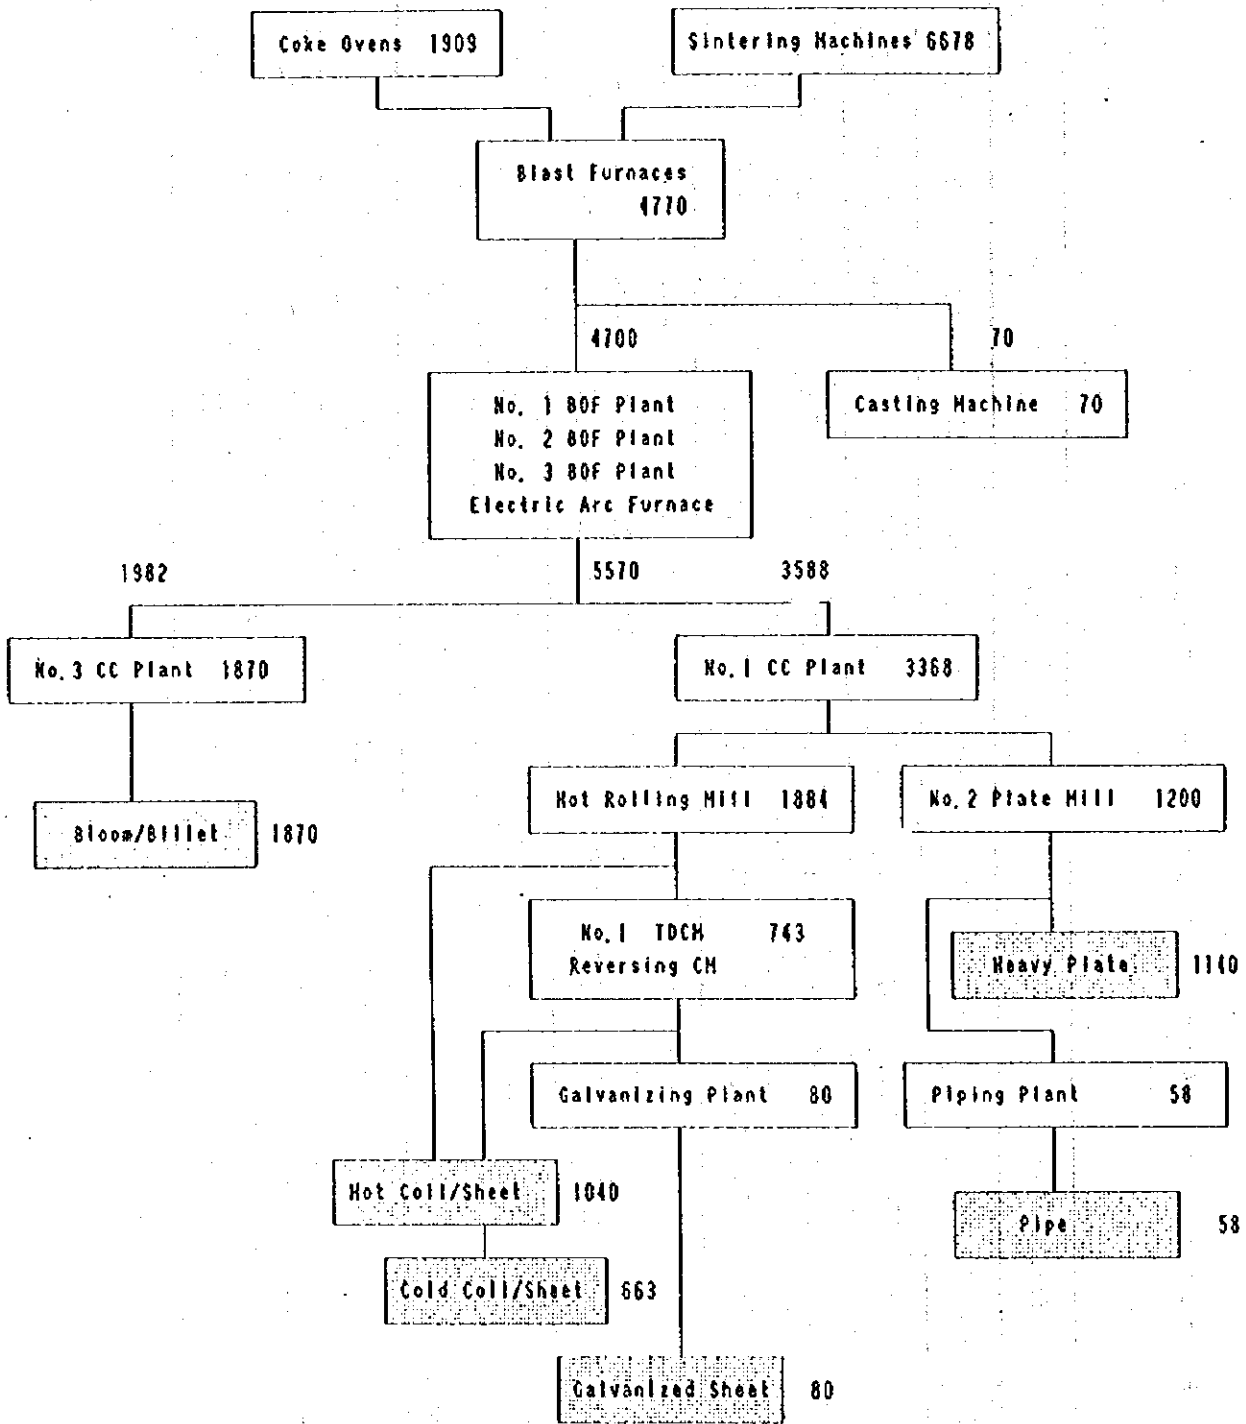 Coke Ovens 1909
Sintering Machines 6678
Blast Furnaces
4770
4700
70
No. 1 BOF Plant
No. 2 BOF Plant
No. 3 BOF Plant
Electric Arc Furnace
Casting Machine 70
1982
5570
3588
No. 3 CC Plant 1870
No. 1 CC Plant 3368
Hot Rolling Mill 1884
No. 2 Plate Mill 1200
Bloom/Billet 1870
No. 1 TDCM 743
Reversing CM
Heavy Plate 1140
Galvanizing Plant 80
Piping Plant 58
Hot Coil/Sheet 1040
Pipe 58
Cold Coil/Sheet 663
Galvanized Sheet 80